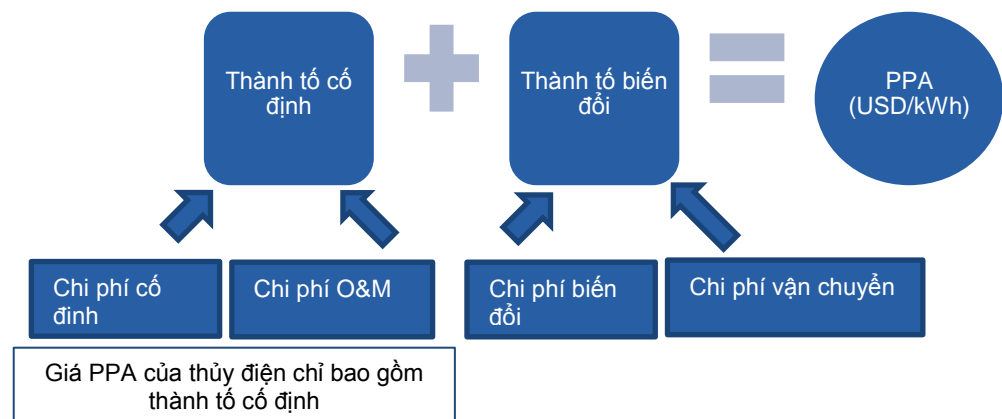 Thành tố cố
định
Thành tố biến
đổi
PPA
(USD/kWh)
Chi phí cố
đinh
Chi phí O&M
Chi phí biến
đổi
Chi phí vận chuyển
Giá PPA của thủy điện chỉ bao gồm
thành tố cố định